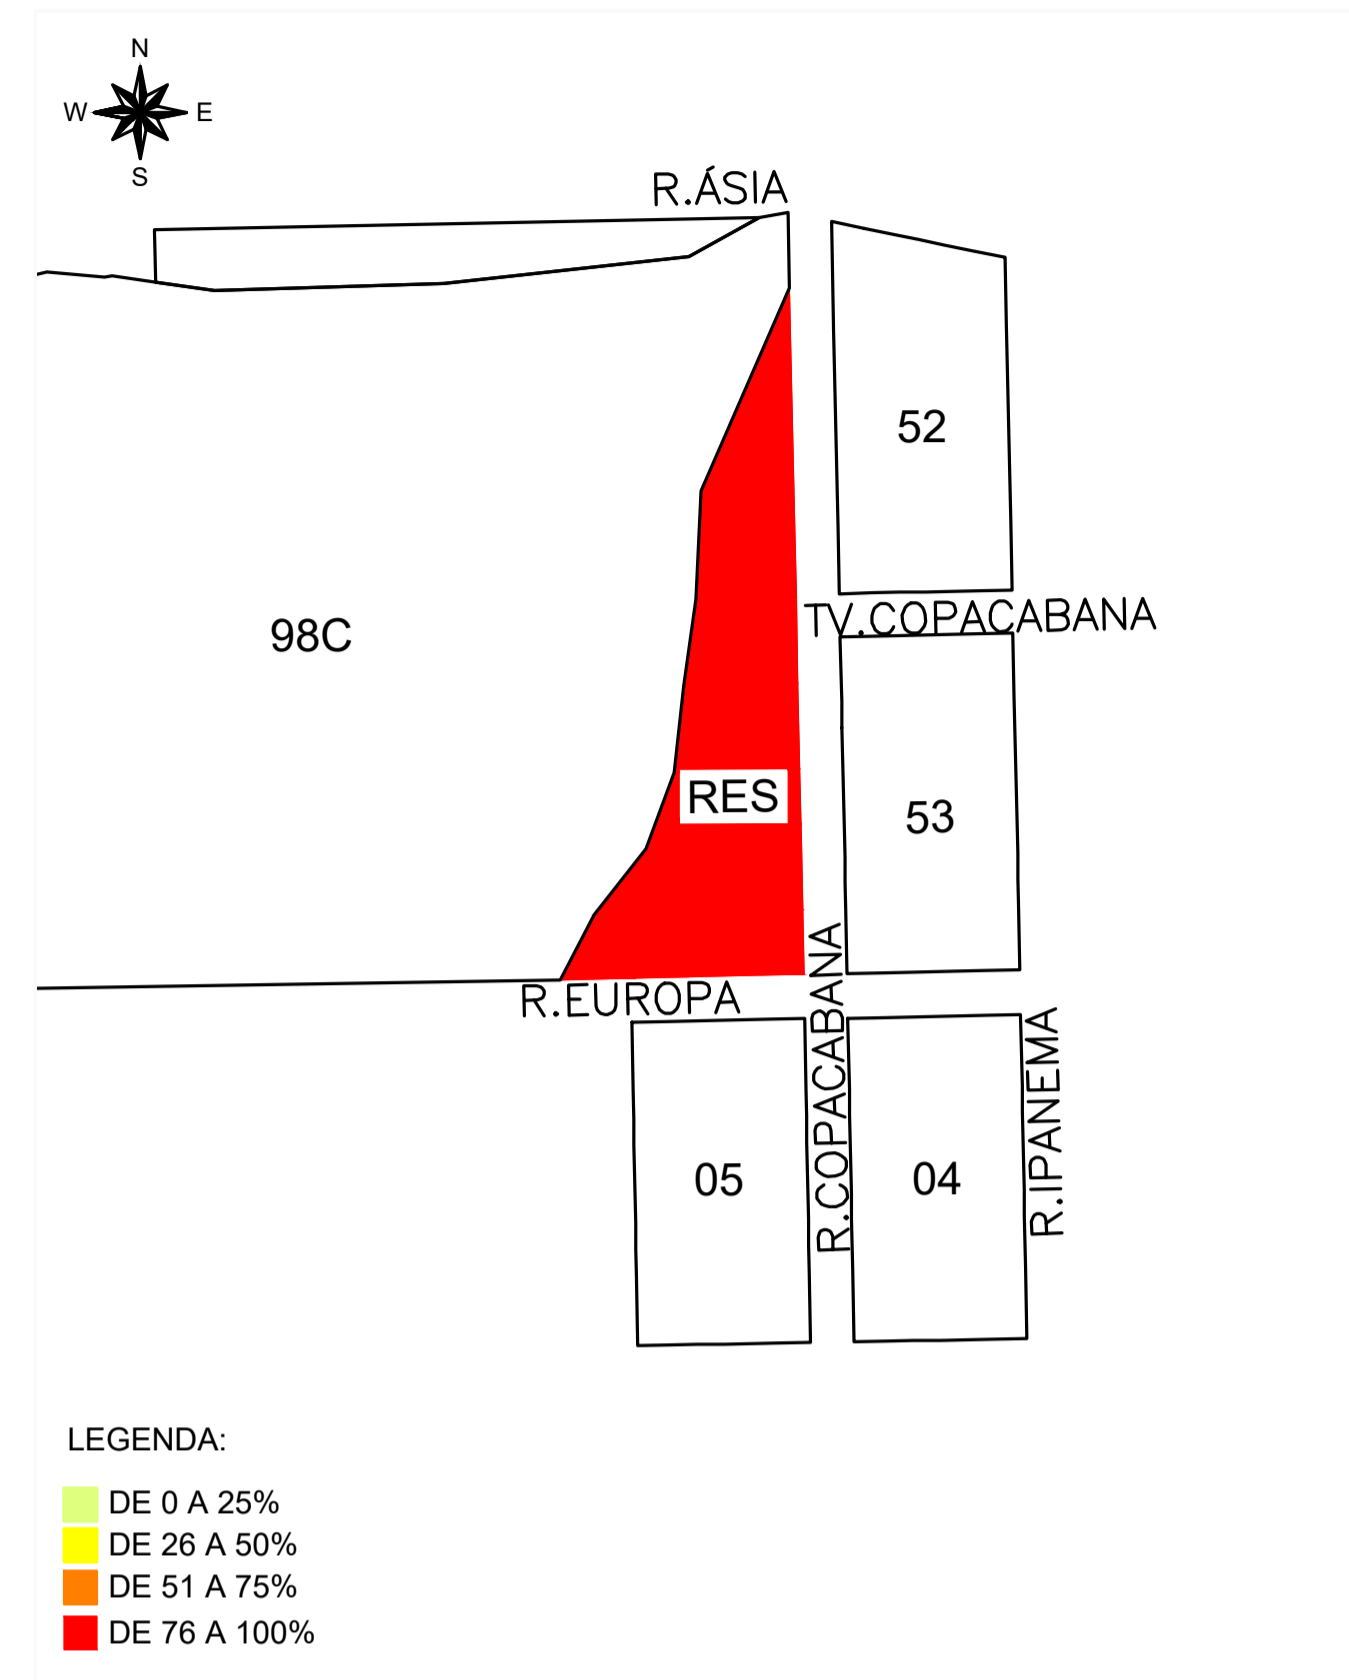 N
W E
S
R.ÁSIA
52
TV.COPACABANA
98C
RES
53
R.EUROPA
R.COPACABANA
R.IPANEMA
05
04
LEGENDA:
DE 0 A 25%
DE 26 A 50%
DE 51 A 75%
DE 76 A 100%